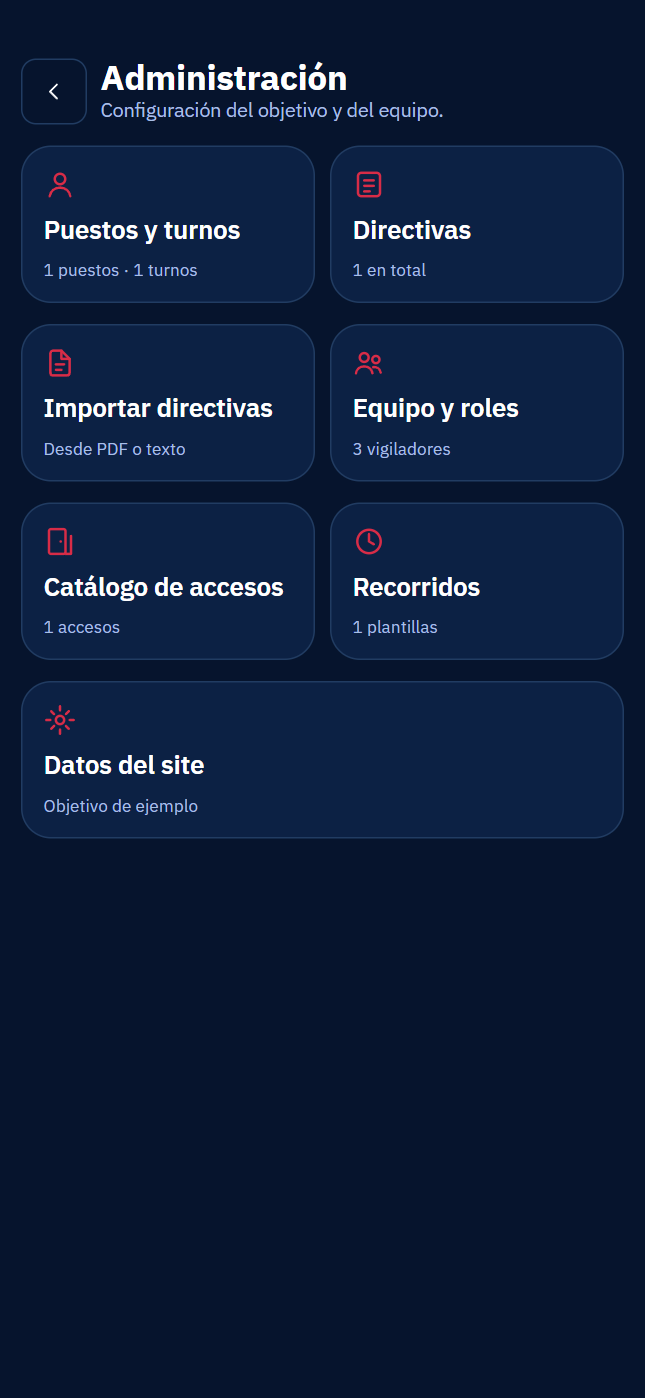 Administración
Configuración del objetivo y del equipo.
Puestos y turnos
1 puestos · 1 turnos
Directivas
1 en total
Importar directivas
Desde PDF o texto
Equipo y roles
3 vigiladores
Catálogo de accesos
1 accesos
Recorridos
1 plantillas
Datos del site
Objetivo de ejemplo